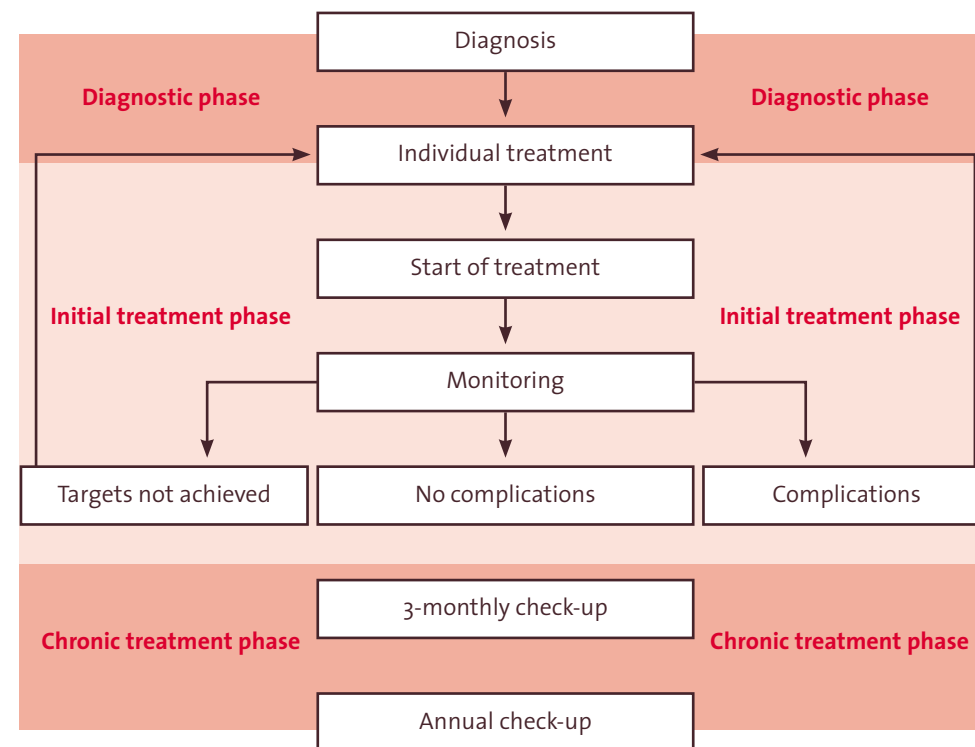 Diagnosis
Diagnostic phase
Diagnostic phase
Individual treatment
Start of treatment
Initial treatment phase
Initial treatment phase
Monitoring
Targets not achieved
No complications
Complications
3-monthly check-up
Chronic treatment phase
Chronic treatment phase
Annual check-up